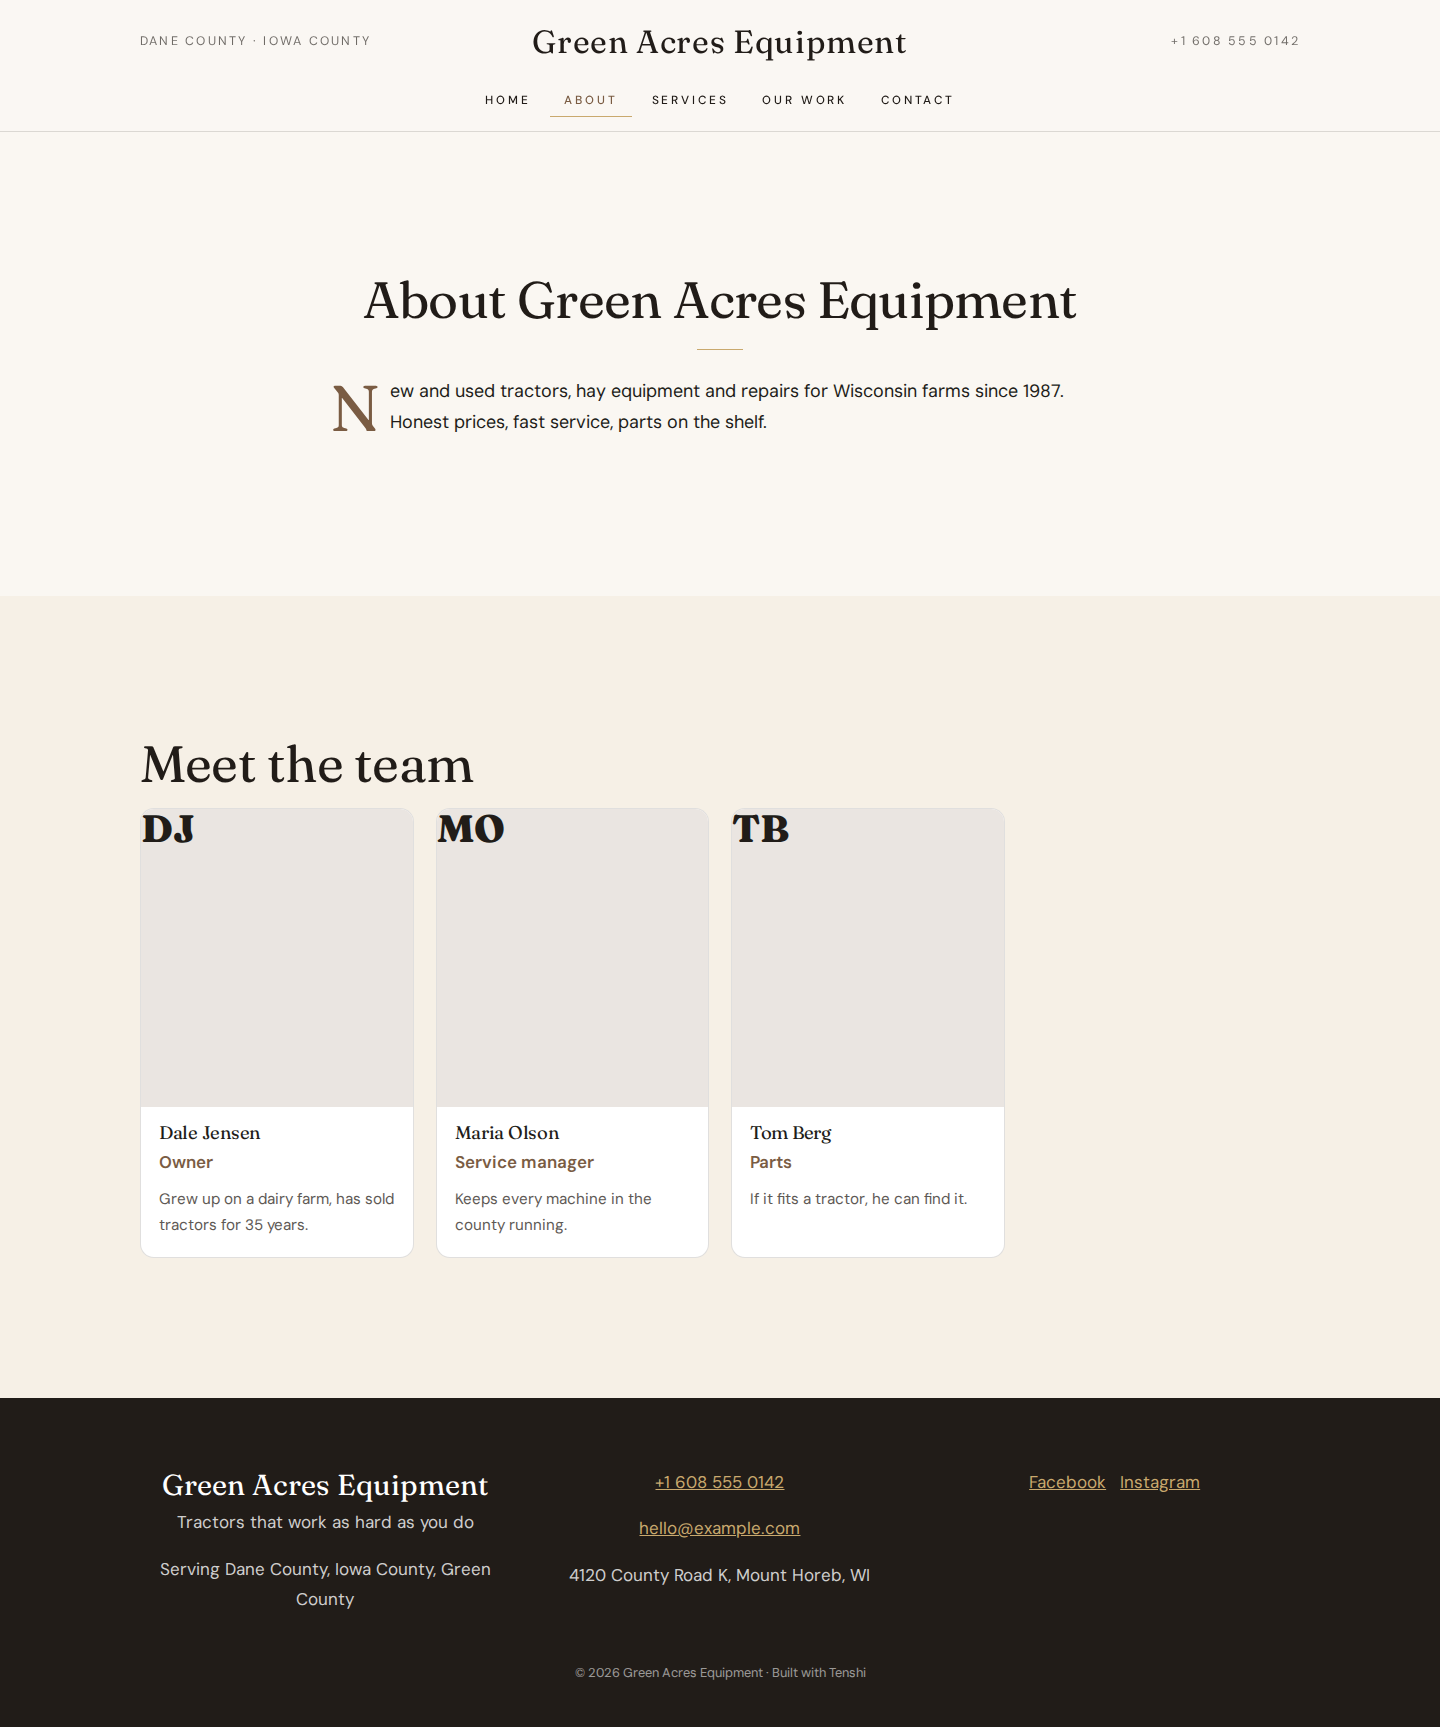 DANE COUNTY · IOWA COUNTY
Green Acres Equipment
+1 608 555 0142
HOME ABOUT SERVICES OUR WORK CONTACT
About Green Acres Equipment
New and used tractors, hay equipment and repairs for Wisconsin farms since 1987.
Honest prices, fast service, parts on the shelf.
Meet the team
DJ
Dale Jensen
Owner
Grew up on a dairy farm, has sold
tractors for 35 years.
MO
Maria Olson
Service manager
Keeps every machine in the
county running.
TB
Tom Berg
Parts
If it fits a tractor, he can find it.
Green Acres Equipment
Tractors that work as hard as you do
Serving Dane County, Iowa County, Green
County
+1 608 555 0142
hello@example.com
4120 County Road K, Mount Horeb, WI
Facebook Instagram
© 2026 Green Acres Equipment · Built with Tenshi